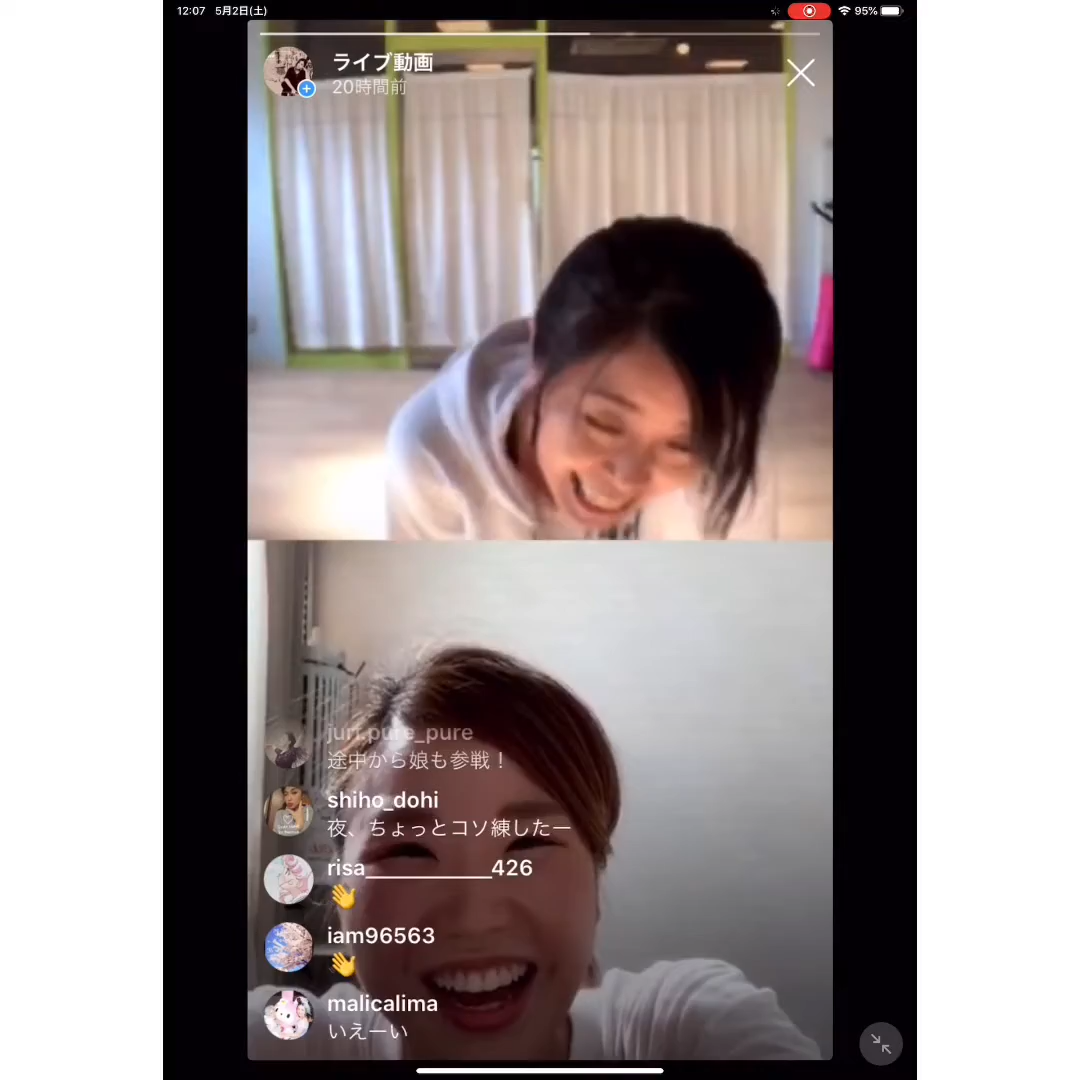 12:07 5月2日(土)
95%
ライブ動画
20時間前
途中から娘も参戦！
shiho_dohi
夜、ちょっとコソ練したー
risa___________426
👋
iam96563
👋
malicalima
いえーい